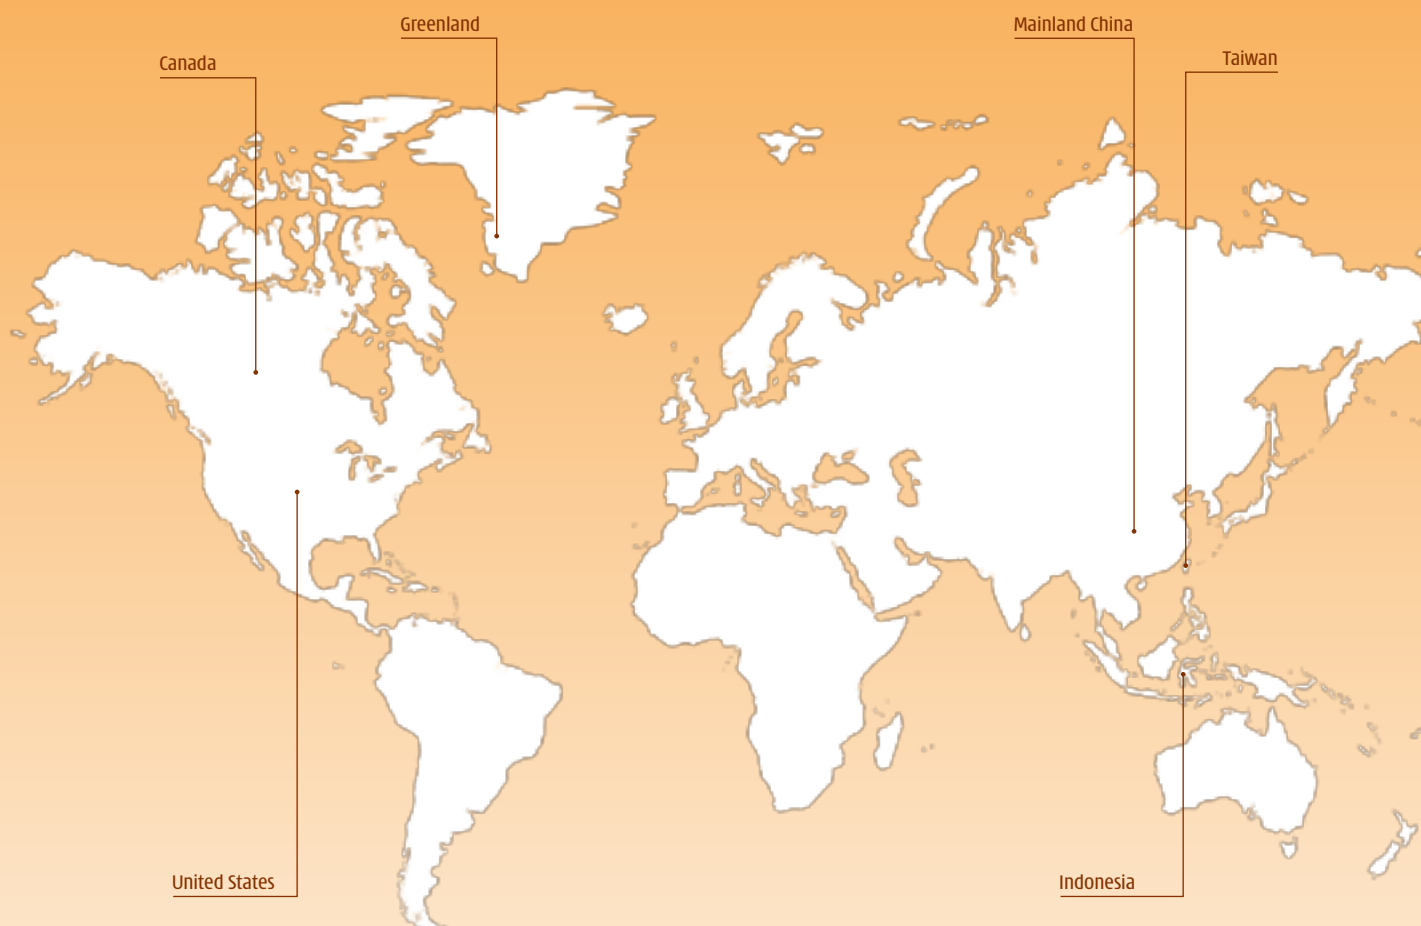 Greenland
Mainland China
Taiwan
Canada
United States
Indonesia